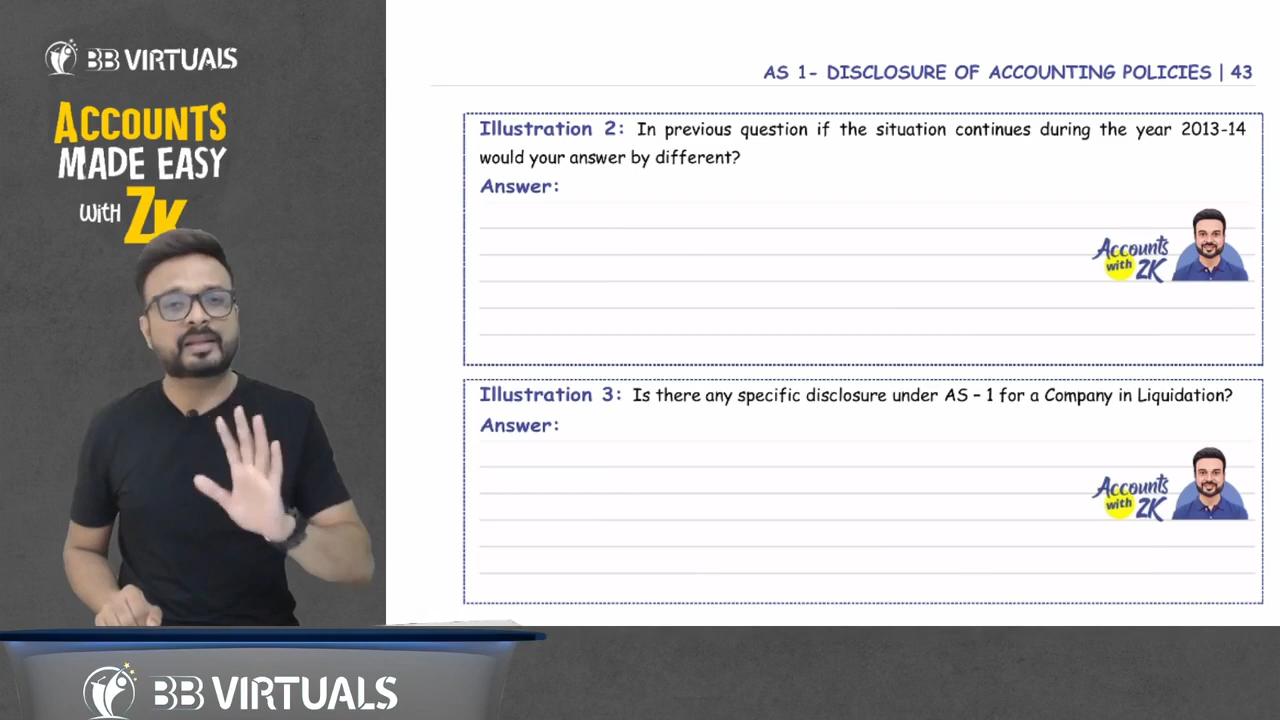 BB VIRTUALS
ACCOUNTS
MADE EASY
WITH ZK
AS 1- DISCLOSURE OF ACCOUNTING POLICIES | 43
Illustration 2: In previous question if the situation continues during the year 2013-14
would your answer by different?
Answer:
Accounts
with ZK
Illustration 3: Is there any specific disclosure under AS – 1 for a Company in Liquidation?
Answer:
Accounts
with ZK
BB VIRTUALS